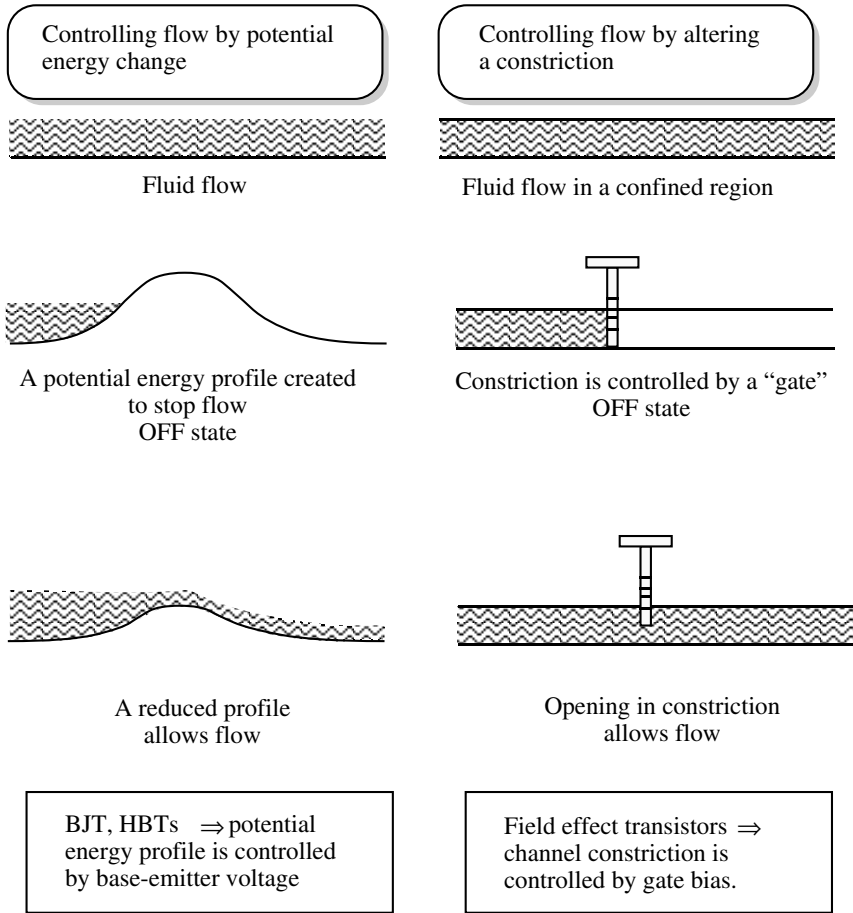 Controlling flow by potential
energy change
Fluid flow
A potential energy profile created
to stop flow
OFF state
A reduced profile
allows flow
BJT, HBTs ⇒ potential
energy profile is controlled
by base-emitter voltage
Controlling flow by altering
a constriction
Fluid flow in a confined region
Constriction is controlled by a “gate”
OFF state
Opening in constriction
allows flow
Field effect transistors ⇒
channel constriction is
controlled by gate bias.